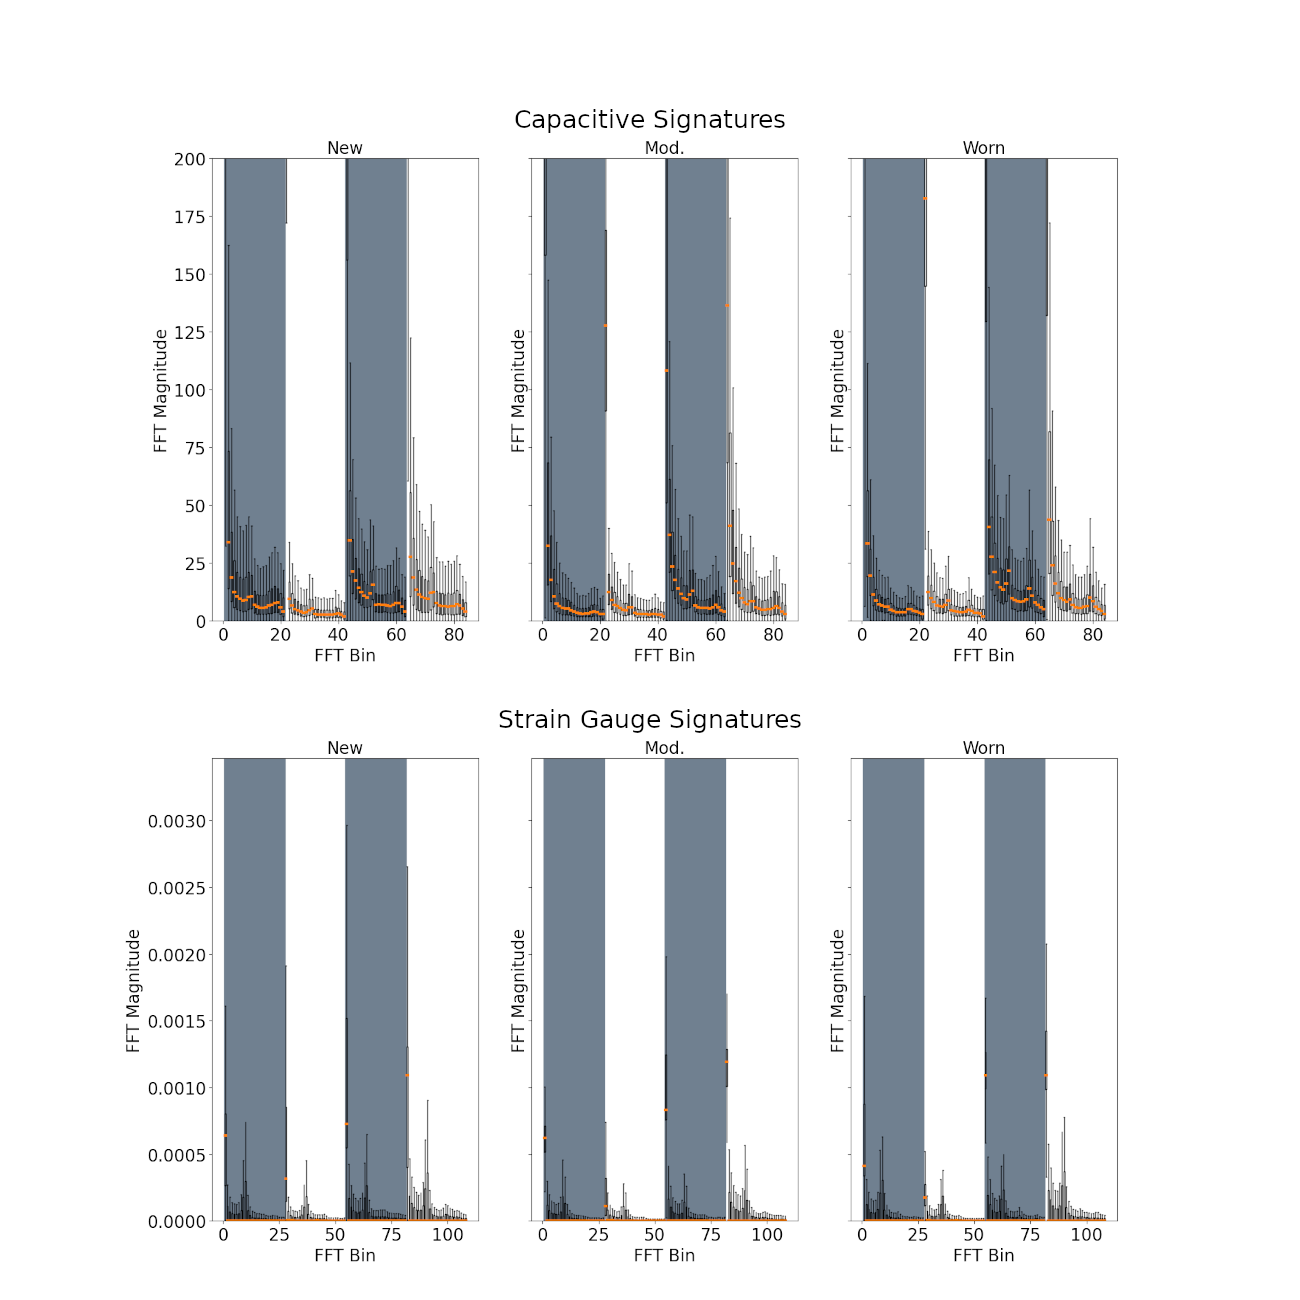 Capacitive Signatures
New Mod. Worn
200
175
150
125
100
75
50
25
0
FFT Magnitude FFT Magnitude FFT Magnitude
0 20 40 60 80 0 20 40 60 80 0 20 40 60 80
FFT Bin FFT Bin FFT Bin
Strain Gauge Signatures
New Mod. Worn
0.0030
0.0025
0.0020
0.0015
0.0010
0.0005
0.0000
FFT Magnitude FFT Magnitude FFT Magnitude
0 25 50 75 100 0 25 50 75 100 0 25 50 75 100
FFT Bin FFT Bin FFT Bin